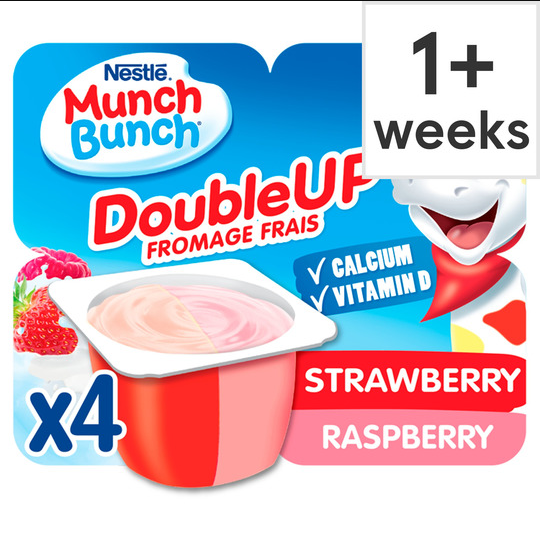 1+
weeks
Nestlé®
Munch
Bunch®
DoubleUP
FROMAGE FRAIS
✓ CALCIUM
✓ VITAMIN D
x4
STRAWBERRY
RASPBERRY